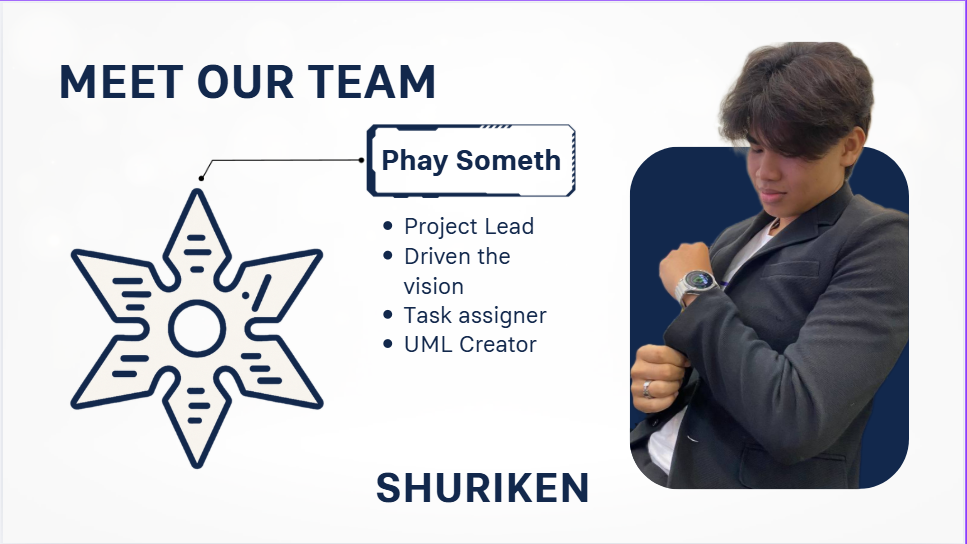 MEET OUR TEAM
Phay Someth
Project Lead
Driven the
vision
Task assigner
UML Creator
SHURIKEN